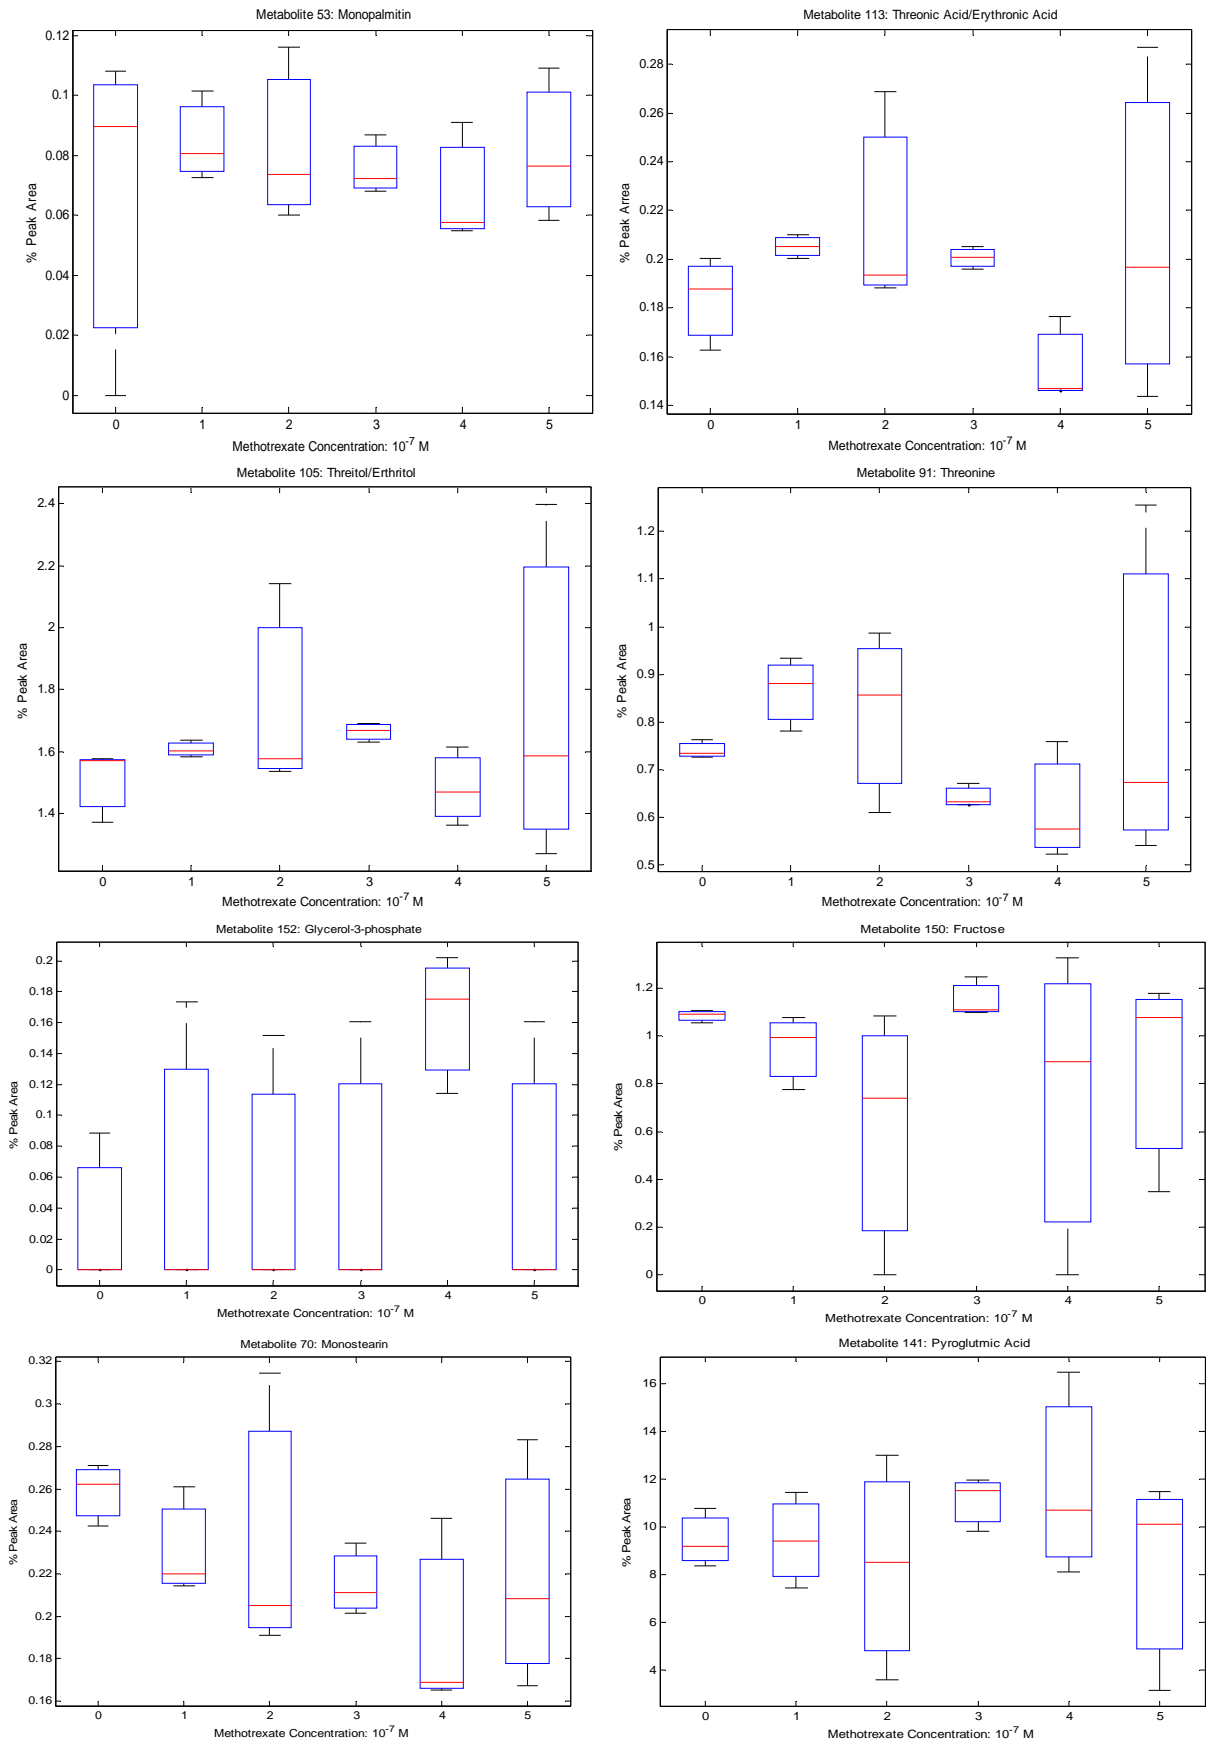 Metabolite 53: Monopalmitin
0.12
0.1
0.08
0.06
0.04
0.02
0
% Peak Area
0 1 2 3 4 5
Methotrexate Concentration: 10^-7 M
Metabolite 113: Threonic Acid/Erythronic Acid
0.28
0.26
0.22
0.2
0.18
0.16
0.14
% Peak Area
0 1 2 3 4 5
Methotrexate Concentration: 10^-7 M
Metabolite 105: Threitol/Erthritol
2.4
2.2
2
1.8
1.6
1.4
% Peak Area
0 1 2 3 4 5
Methotrexate Concentration: 10^-7 M
Metabolite 91: Threonine
1.2
1
0.9
0.8
0.7
0.6
0.5
% Peak Area
0 1 2 3 4 5
Methotrexate Concentration: 10^-7 M
Metabolite 152: Glycerol-3-phosphate
0.2
0.18
0.16
0.14
0.12
0.1
0.08
0.06
0.04
0.02
0
% Peak Area
0 1 2 3 4 5
Methotrexate Concentration: 10^-7 M
Metabolite 150: Fructose
1.2
1
0.8
0.6
0.4
0.2
0
% Peak Area
0 1 2 3 4 5
Methotrexate Concentration: 10^-7 M
Metabolite 70: Monostearin
0.32
0.3
0.28
0.26
0.24
0.22
0.2
0.18
0.16
% Peak Area
0 1 2 3 4 5
Methotrexate Concentration: 10^-7 M
Metabolite 141: Pyroglutmic Acid
16
14
12
10
8
6
4
% Peak Area
0 1 2 3 4 5
Methotrexate Concentration: 10^-7 M